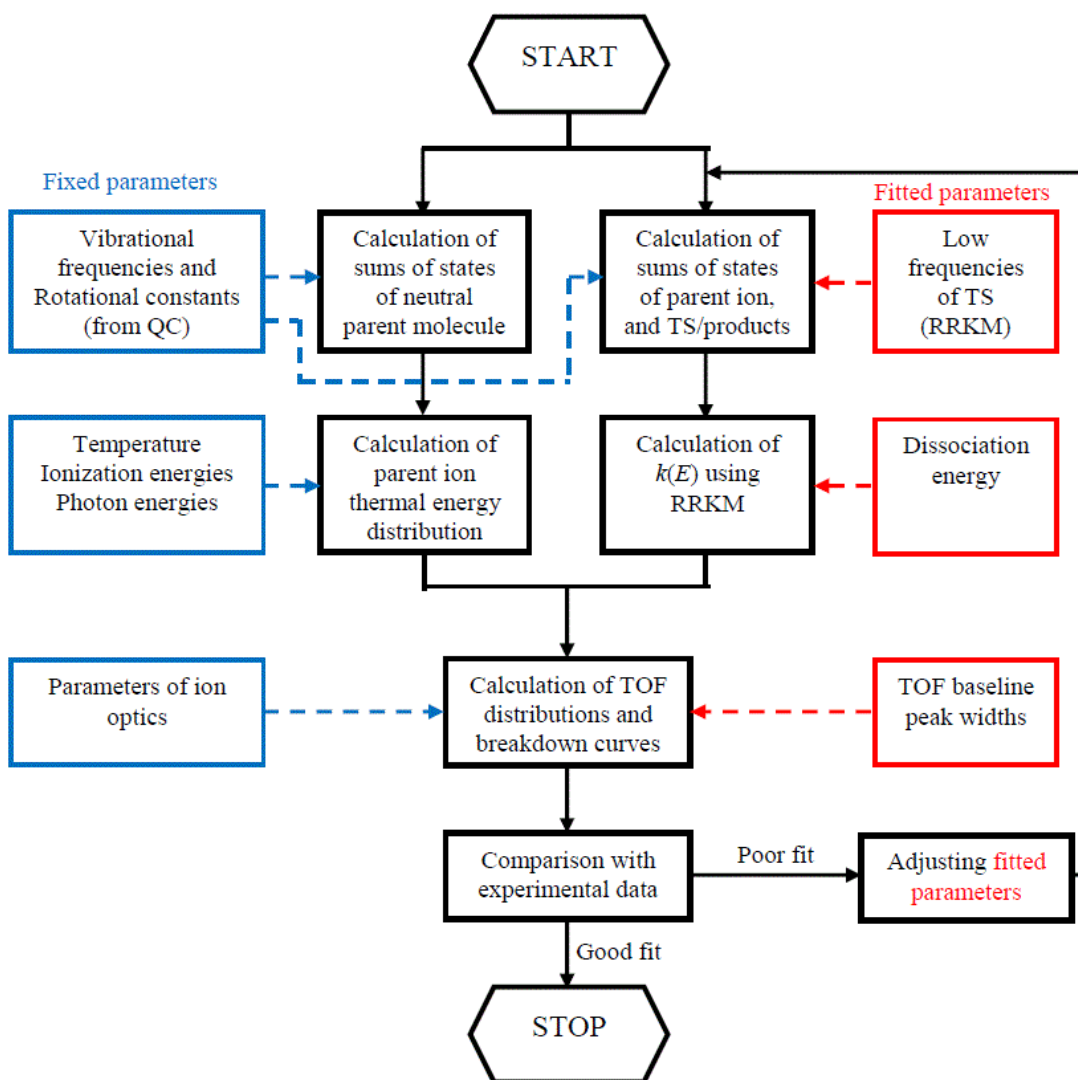 START
Fixed parameters
Fitted parameters
Vibrational
frequencies and
Rotational constants
(from QC)
Calculation of
sums of states
of neutral
parent molecule
Calculation of
sums of states
of parent ion,
and TS/products
Low
frequencies
of TS
(RRKM)
Temperature
Ionization energies
Photon energies
Calculation of
parent ion
thermal energy
distribution
Calculation of
k(E) using
RRKM
Dissociation
energy
Parameters of ion
optics
Calculation of TOF
distributions and
breakdown curves
TOF baseline
peak widths
Comparison with
experimental data
Poor fit
Adjusting fitted
parameters
Good fit
STOP